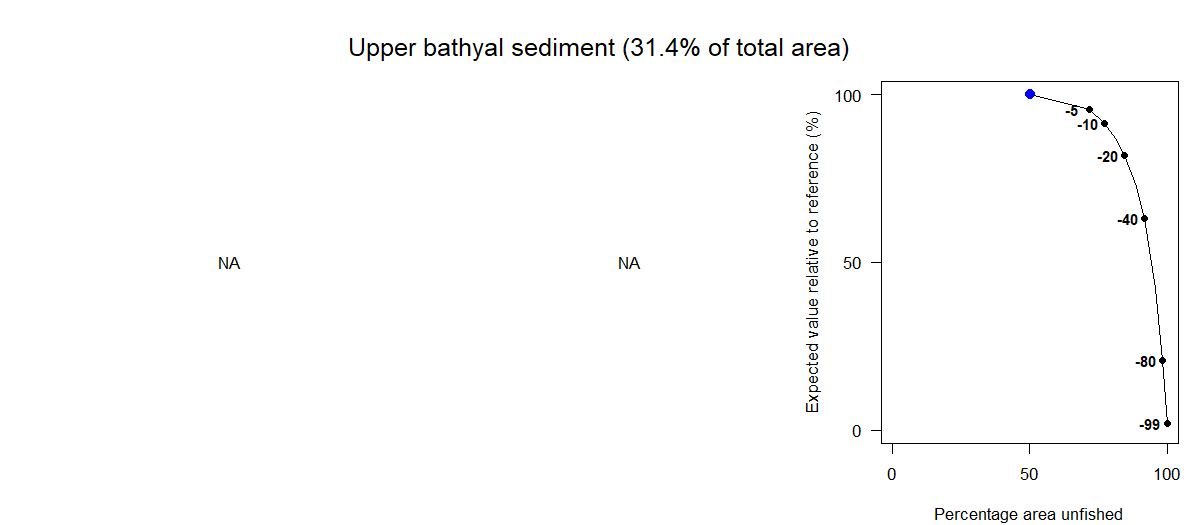 Upper bathyal sediment (31.4% of total area)
NA
NA
Expected value relative to reference (%)
100
50
0
-5
-10
-20
-40
-80
-99
0 50 100
Percentage area unfished